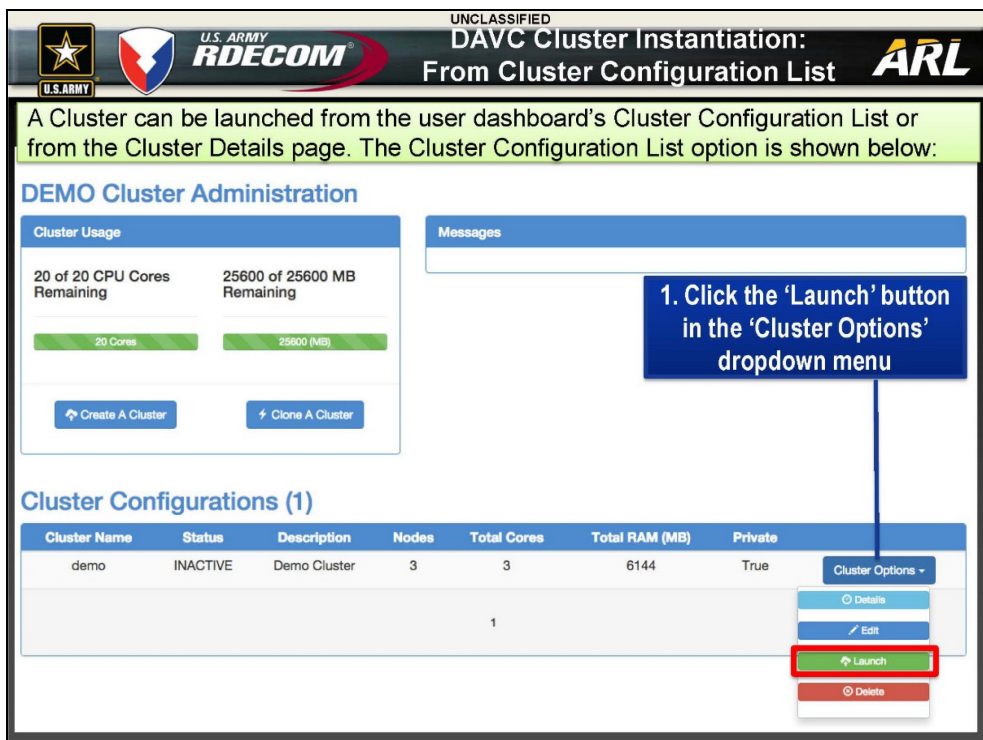 UNCLASSIFIED
U.S. ARMY
RDECOM®
DAVC Cluster Instantiation:
From Cluster Configuration List
ARL
U.S.ARMY
A Cluster can be launched from the user dashboard's Cluster Configuration List or
from the Cluster Details page. The Cluster Configuration List option is shown below:
DEMO Cluster Administration
Cluster Usage
Messages
20 of 20 CPU Cores
Remaining
25600 of 25600 MB
Remaining
20 Cores
25600 (MB)
Create A Cluster
Clone A Cluster
1. Click the ‘Launch’ button
in the ‘Cluster Options’
dropdown menu
Cluster Configurations (1)
Cluster Name Status Description Nodes Total Cores Total RAM (MB) Private
demo INACTIVE Demo Cluster 3 3 6144 True Cluster Options
1
Details
Edit
Launch
Delete